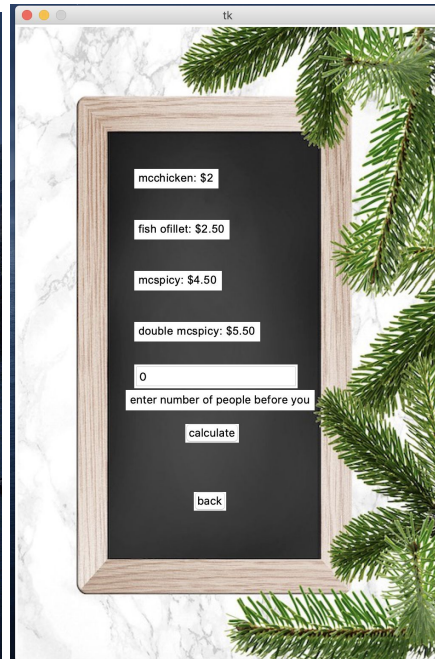 tk
mcchicken: $2
fish ofillet: $2.50
mcspicy: $4.50
double mcspicy: $5.50
0
enter number of people before you
calculate
back